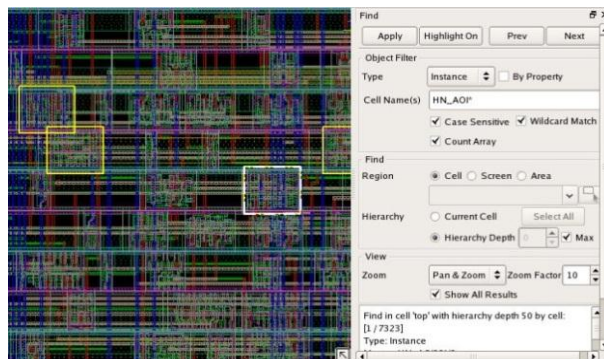 Find
Apply Highlight On Prev Next
Object Filter
Type Instance By Property
Cell Name(s) HN_AOI*
Case Sensitive Wildcard Match
Count Array
Find
Region Cell Screen Area
Hierarchy Current Cell Select All
Hierarchy Depth 0 Max
View
Zoom Pan & Zoom Zoom Factor 10
Show All Results
Find in cell 'top' with hierarchy depth 50 by cell:
[1 / 7323]
Type: Instance